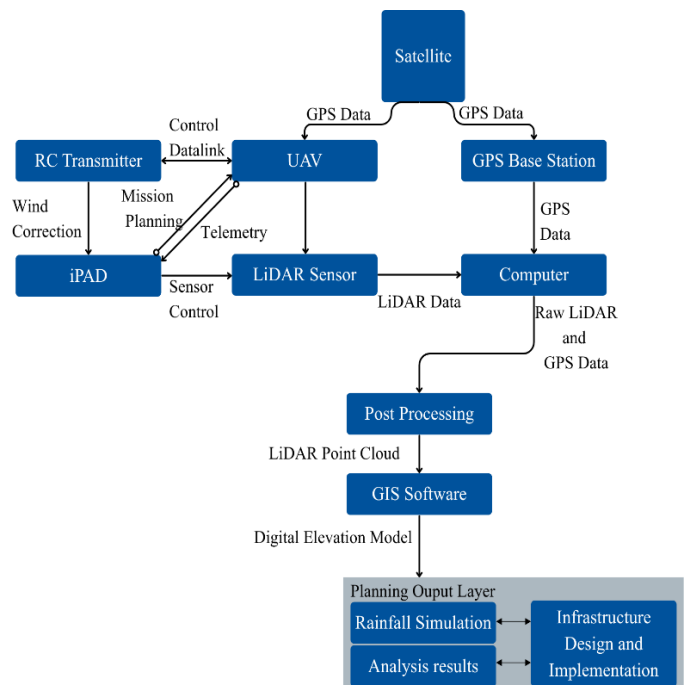 Satellite
GPS Data
GPS Data
Control
Datalink
RC Transmitter
UAV
GPS Base Station
Wind
Correction
Mission
Planning
Telemetry
GPS
Data
iPAD
Sensor
Control
LiDAR Sensor
LiDAR Data
Computer
Raw LiDAR
and
GPS Data
Post Processing
LiDAR Point Cloud
GIS Software
Digital Elevation Model
Planning Ouput Layer
Rainfall Simulation
Analysis results
Infrastructure
Design and
Implementation